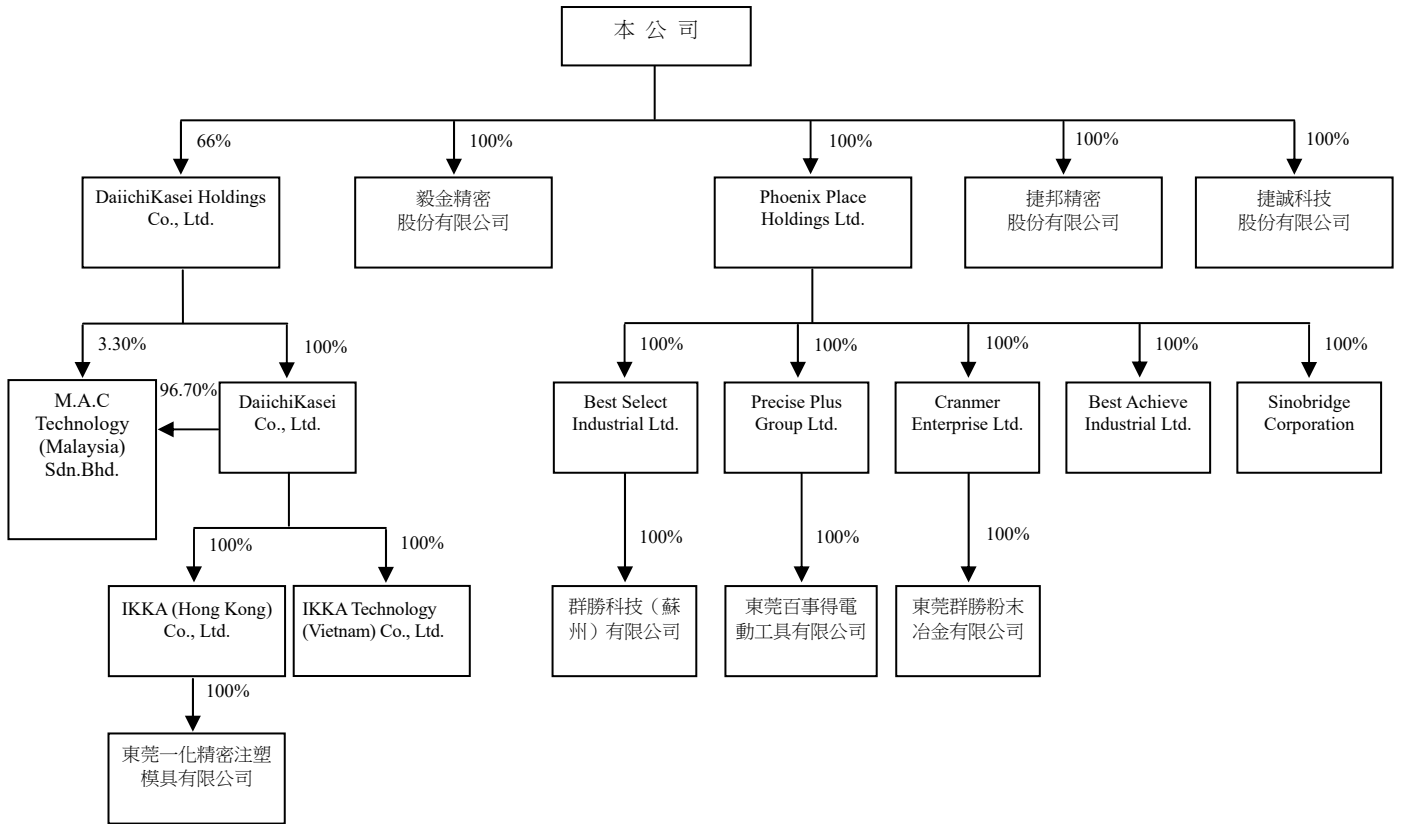 本 公 司
66%
100%
100%
100%
100%
DaiichiKasei Holdings
Co., Ltd.
毅金精密
股份有限公司
Phoenix Place
Holdings Ltd.
捷邦精密
股份有限公司
捷誠科技
股份有限公司
3.30%
100%
100%
100%
100%
100%
100%
M.A.C
Technology
(Malaysia)
Sdn.Bhd.
96.70%
DaiichiKasei
Co., Ltd.
Best Select
Industrial Ltd.
Precise Plus
Group Ltd.
Cranmer
Enterprise Ltd.
Best Achieve
Industrial Ltd.
Sinobridge
Corporation
100%
100%
100%
100%
100%
IKKA (Hong Kong)
Co., Ltd.
IKKA Technology
(Vietnam) Co., Ltd.
群勝科技（蘇
州）有限公司
東莞百事得電
動工具有限公司
東莞群勝粉末
冶金有限公司
100%
東莞一化精密注塑
模具有限公司